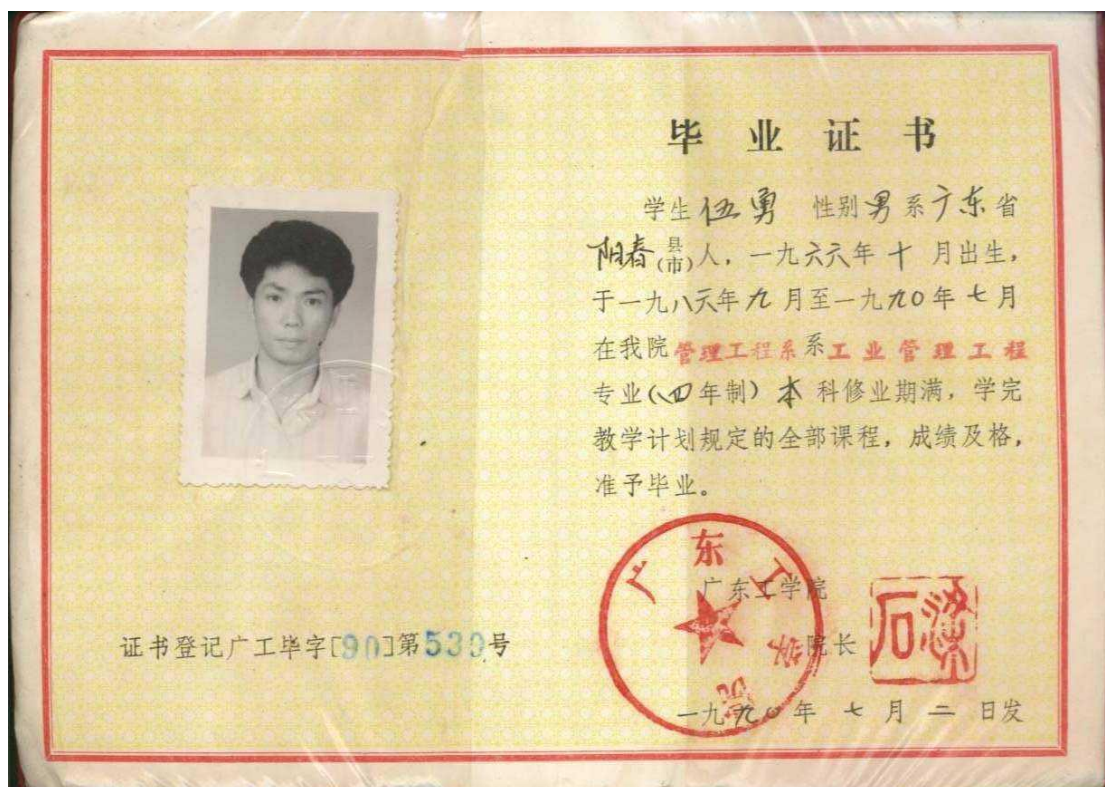 毕业证书
学生伍勇 性别男系广东省
阳春县(市)人，一九六六年十月出生，
于一九八六年九月至一九九0年七月
在我院管理工程系系工业管理工程
专业(四年制)本科修业期满，学完
教学计划规定的全部课程，成绩及格，
准予毕业。
广东工学院
广东工学院
院长
证书登记广工毕字[90]第539号
一九九0年七月二日发